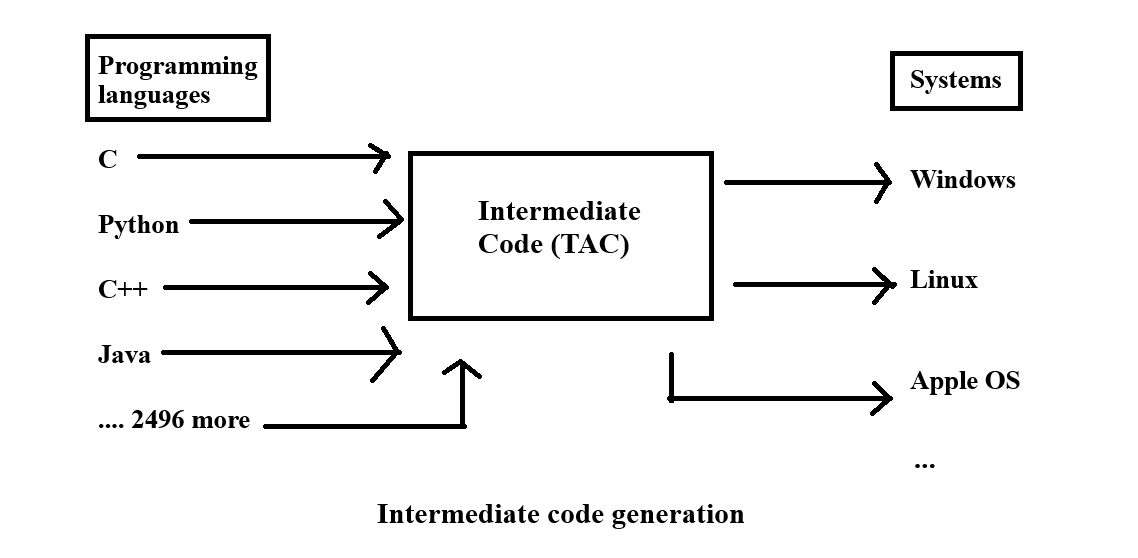 Programming
languages
C
Python
C++
Java
.... 2496 more
Intermediate
Code (TAC)
Systems
Windows
Linux
Apple OS
...
Intermediate code generation